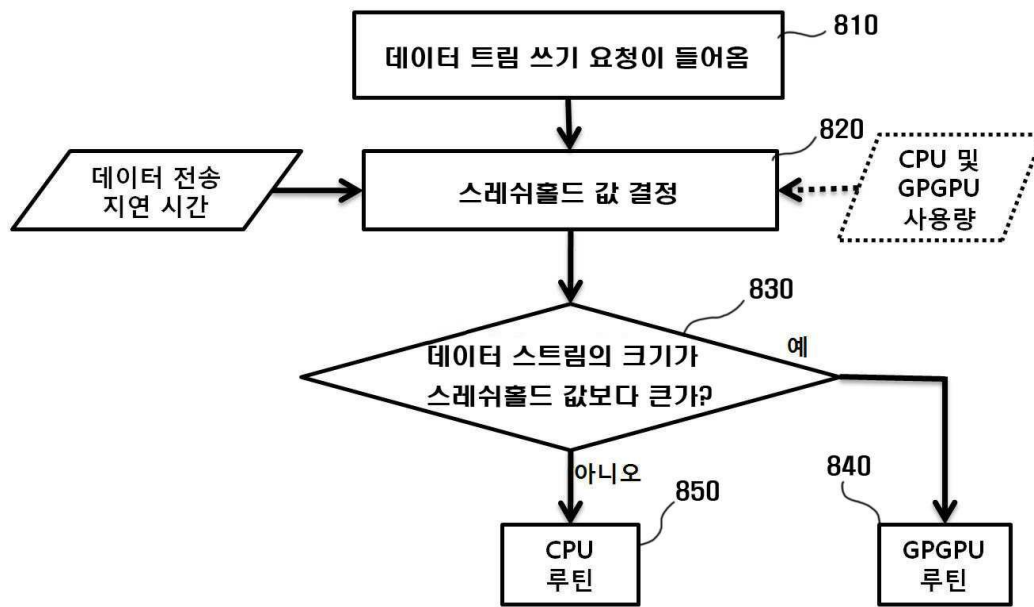 810
데이터 트림 쓰기 요청이 들어옴
820
데이터 전송
지연 시간
스레쉬홀드 값 결정
CPU 및
GPGPU
사용량
830
데이터 스트림의 크기가
스레쉬홀드 값보다 큰가?
예
아니오
850
840
CPU
루틴
GPGPU
루틴